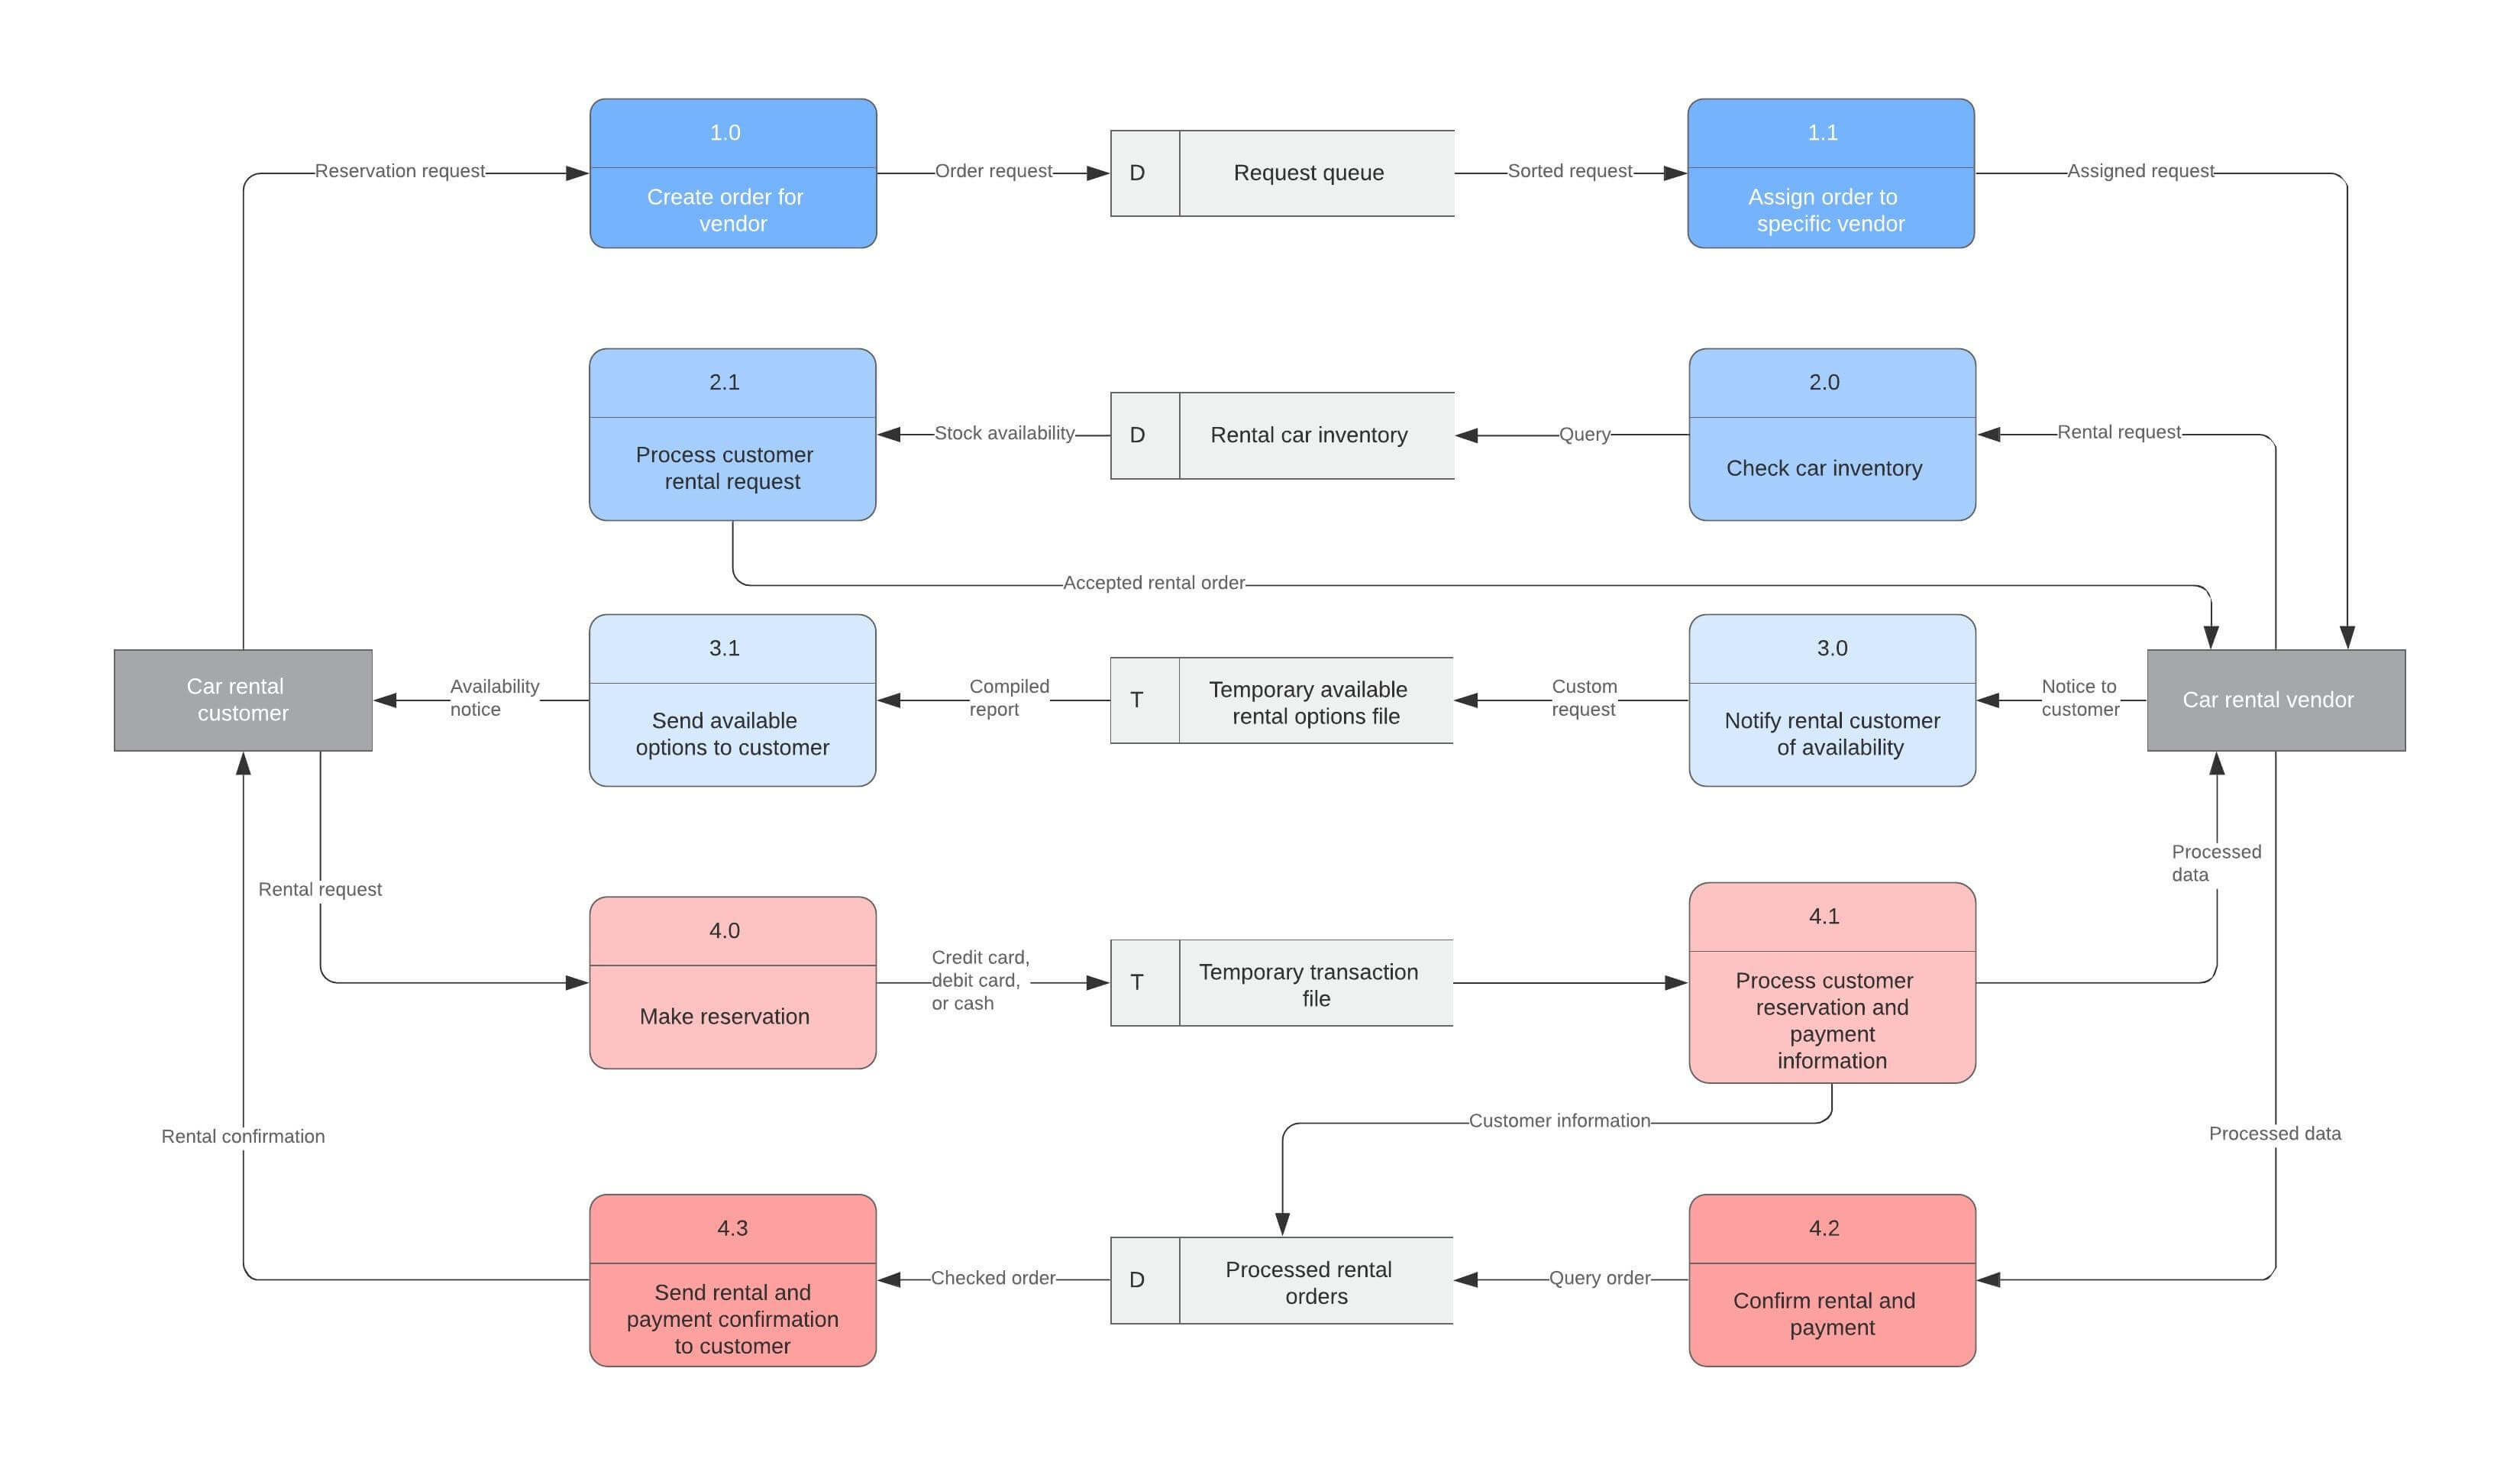 1.0
Create order for
vendor
Reservation request
Order request
D
Request queue
Sorted request
1.1
Assign order to
specific vendor
Assigned request
2.1
Process customer
rental request
Stock availability
D
Rental car inventory
Query
2.0
Check car inventory
Rental request
Accepted rental order
Car rental
customer
Availability
notice
3.1
Send available
options to customer
Compiled
report
T
Temporary available
rental options file
Custom
request
3.0
Notify rental customer
of availability
Notice to
customer
Car rental vendor
Rental request
4.0
Make reservation
Credit card,
debit card,
or cash
T
Temporary transaction
file
4.1
Process customer
reservation and
payment
information
Processed
data
Customer information
Rental confirmation
Processed data
4.3
Send rental and
payment confirmation
to customer
Checked order
D
Processed rental
orders
Query order
4.2
Confirm rental and
payment